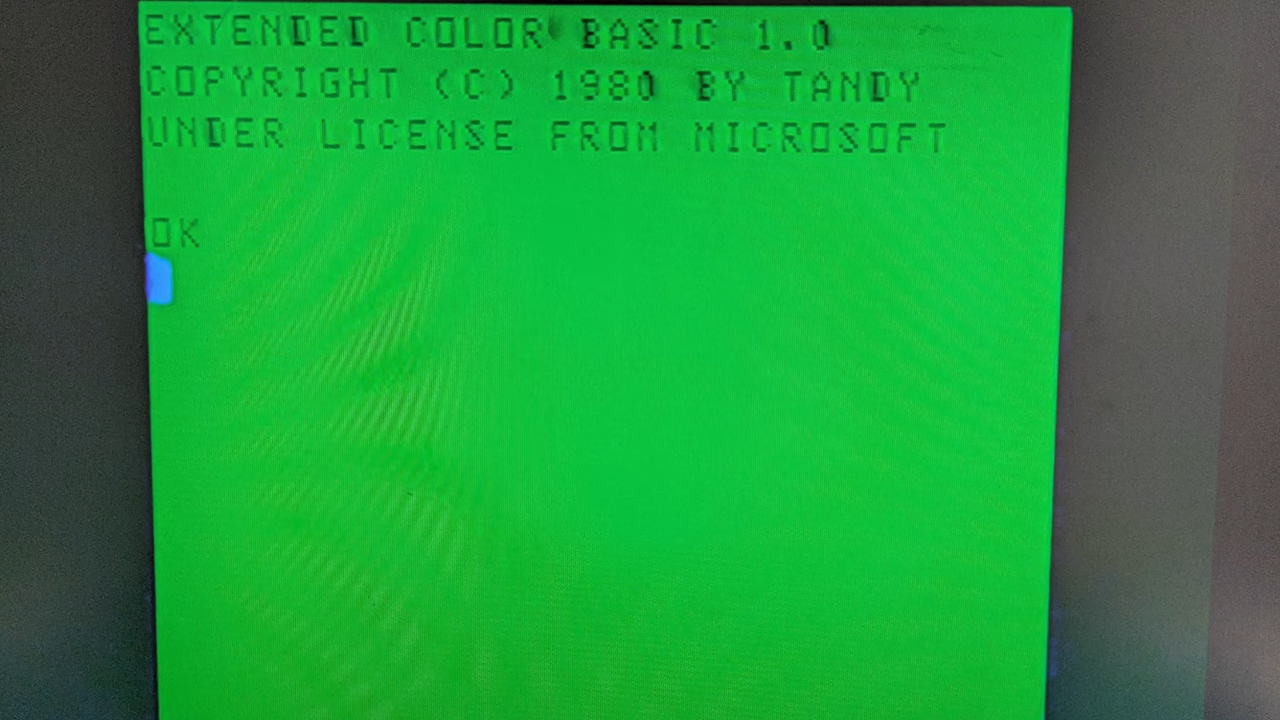 EXTENDED COLOR BASIC 1.0
COPYRIGHT (C) 1980 BY TANDY
UNDER LICENSE FROM MICROSOFT
OK